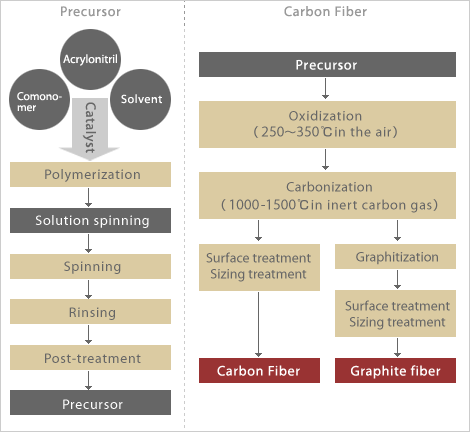 Precursor
Acrylonitril
Comono-
mer
Solvent
Catalyst
Polymerization
Solution spinning
Spinning
Rinsing
Post-treatment
Precursor
Carbon Fiber
Precursor
Oxidization
(250～350℃in the air)
Carbonization
(1000-1500℃in inert carbon gas)
Surface treatment
Sizing treatment
Graphitization
Surface treatment
Sizing treatment
Carbon Fiber
Graphite fiber